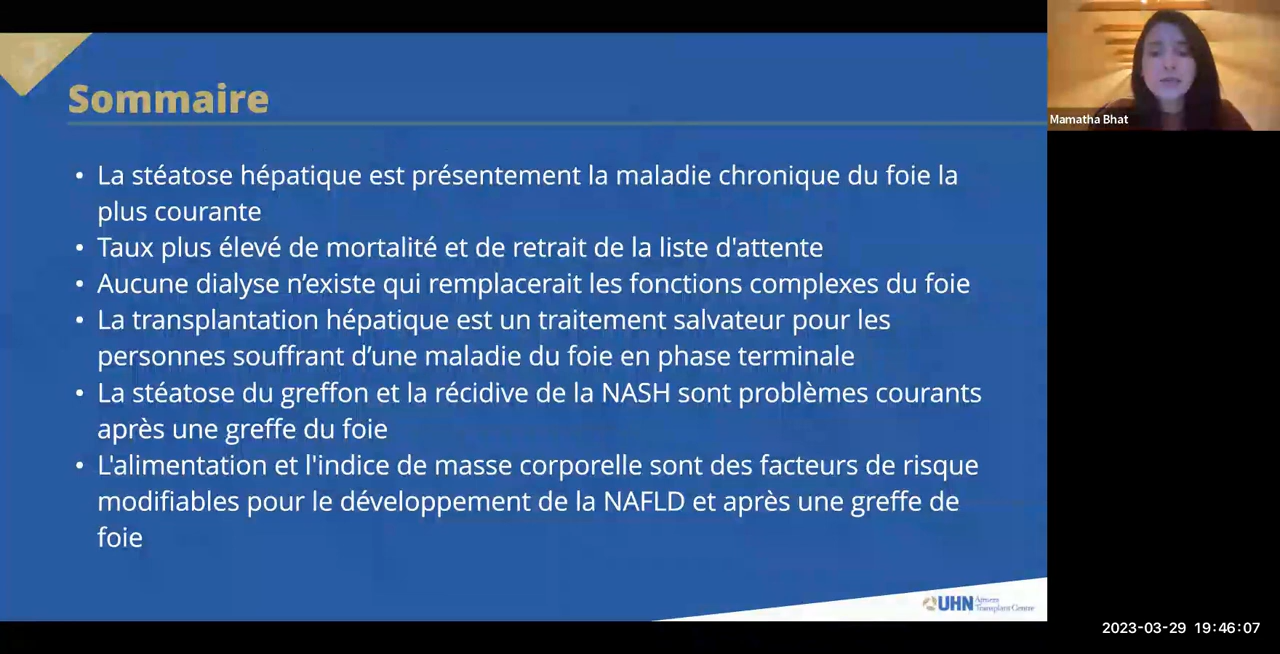 Sommaire
• La stéatose hépatique est présentement la maladie chronique du foie la
plus courante
• Taux plus élevé de mortalité et de retrait de la liste d'attente
• Aucune dialyse n’existe qui remplacerait les fonctions complexes du foie
• La transplantation hépatique est un traitement salvateur pour les
personnes souffrant d’une maladie du foie en phase terminale
• La stéatose du greffon et la récidive de la NASH sont problèmes courants
après une greffe du foie
• L'alimentation et l'indice de masse corporelle sont des facteurs de risque
modifiables pour le développement de la NAFLD et après une greffe de
foie
UHN
Ajmera
Transplant Centre
Mamatha Bhat
2023-03-29 19:46:07